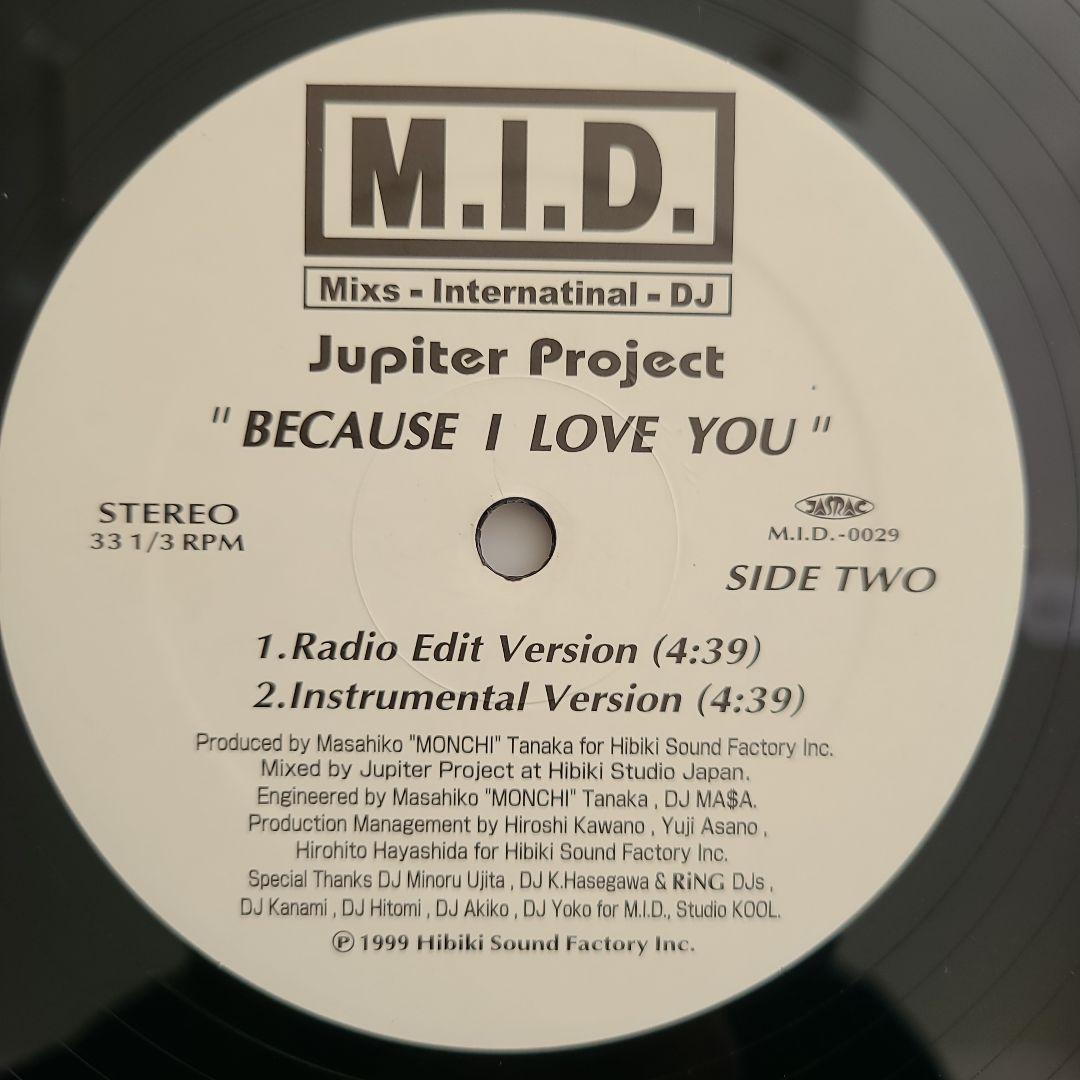 M.I.D.
Mixs - Internatinal - DJ
Jupiter Project
"BECAUSE I LOVE YOU"
STEREO
33 1/3 RPM
JASRAC
M.I.D.-0029
SIDE TWO
1.Radio Edit Version (4:39)
2.Instrumental Version (4:39)
Produced by Masahiko "MONCHI" Tanaka for Hibiki Sound Factory Inc.
Mixed by Jupiter Project at Hibiki Studio Japan.
Engineered by Masahiko "MONCHI" Tanaka , DJ MA$A.
Production Management by Hiroshi Kawano , Yuji Asano ,
Hirohito Hayashida for Hibiki Sound Factory Inc.
Special Thanks DJ Minoru Ujita , DJ K.Hasegawa & RiNG DJs ,
DJ Kanami , DJ Hitomi , DJ Akiko , DJ Yoko for M.I.D., Studio KOOL.
℗ 1999 Hibiki Sound Factory Inc.